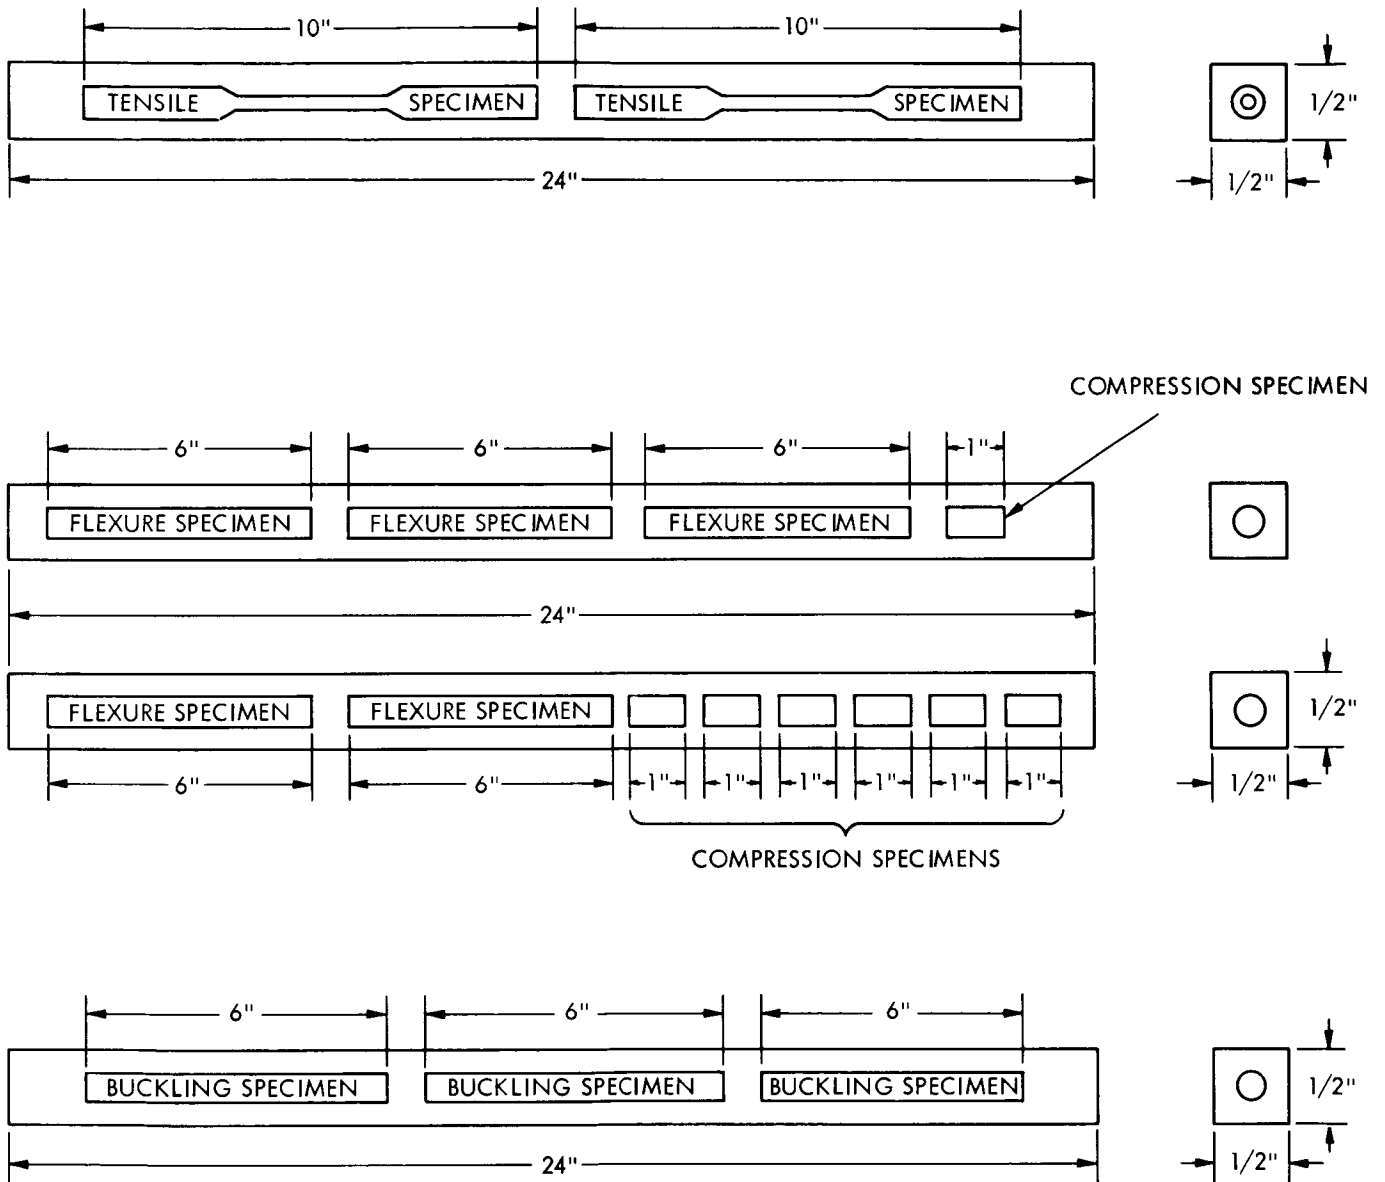 10" 10"
TENSILE SPECIMEN TENSILE SPECIMEN 1/2"
24" 1/2"
COMPRESSION SPECIMEN
6" 6" 6" 1"
FLEXURE SPECIMEN FLEXURE SPECIMEN FLEXURE SPECIMEN
24"
FLEXURE SPECIMEN FLEXURE SPECIMEN 1/2"
6" 6" 1" 1" 1" 1" 1" 1" 1/2"
COMPRESSION SPECIMENS
6" 6" 6"
BUCKLING SPECIMEN BUCKLING SPECIMEN BUCKLING SPECIMEN 1/2"
24" 1/2"